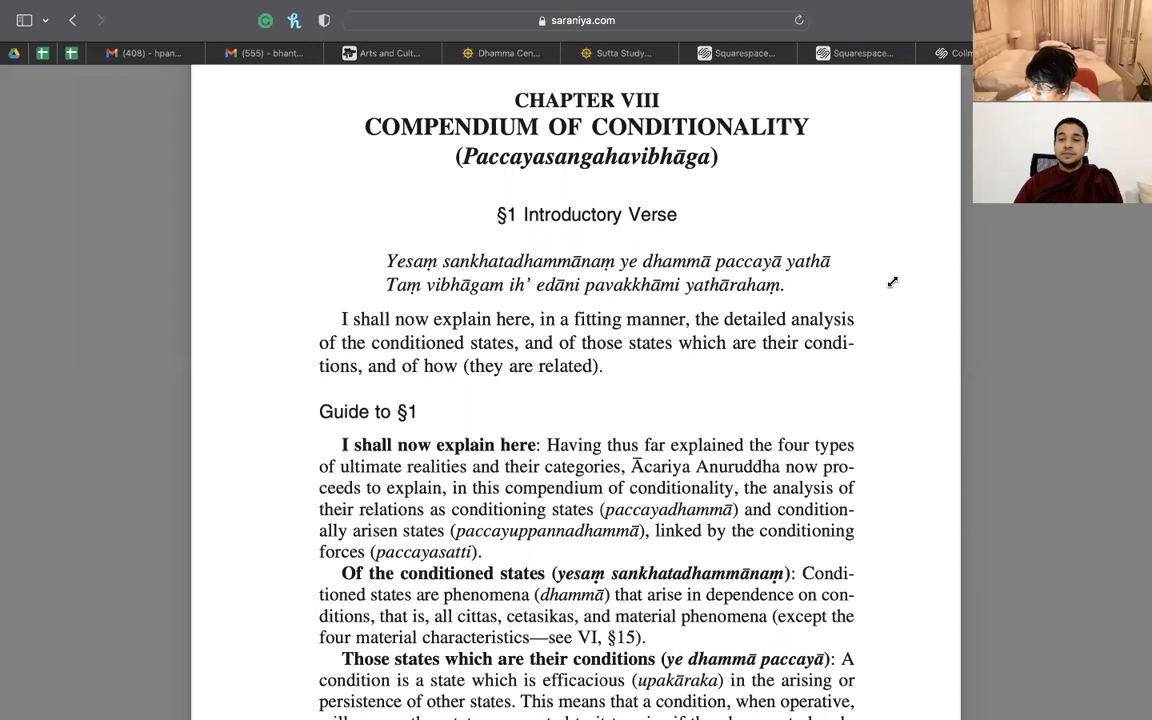 saraniya.com
(408) - hpan...
(555) - bhant...
Arts and Cult...
Dhamma Cen...
Sutta Study...
Squarespace...
Squarespace...
CHAPTER VIII
COMPENDIUM OF CONDITIONALITY
(Paccayasangahavibhāga)
§1 Introductory Verse
Yesaṃ sankhatadhammānaṃ ye dhammā paccayā yathā
Taṃ vibhāgam ih’ edāni pavakkhāmi yathārahaṃ.
I shall now explain here, in a fitting manner, the detailed analysis
of the conditioned states, and of those states which are their condi-
tions, and of how (they are related).
Guide to §1
I shall now explain here: Having thus far explained the four types
of ultimate realities and their categories, Ācariya Anuruddha now pro-
ceeds to explain, in this compendium of conditionality, the analysis of
their relations as conditioning states (paccayadhammā) and condition-
ally arisen states (paccayuppannadhammā), linked by the conditioning
forces (paccayasatti).
Of the conditioned states (yesaṃ sankhatadhammānaṃ): Condi-
tioned states are phenomena (dhammā) that arise in dependence on con-
ditions, that is, all cittas, cetasikas, and material phenomena (except the
four material characteristics—see VI, §15).
Those states which are their conditions (ye dhammā paccayā): A
condition is a state which is efficacious (upakāraka) in the arising or
persistence of other states. This means that a condition, when operative,